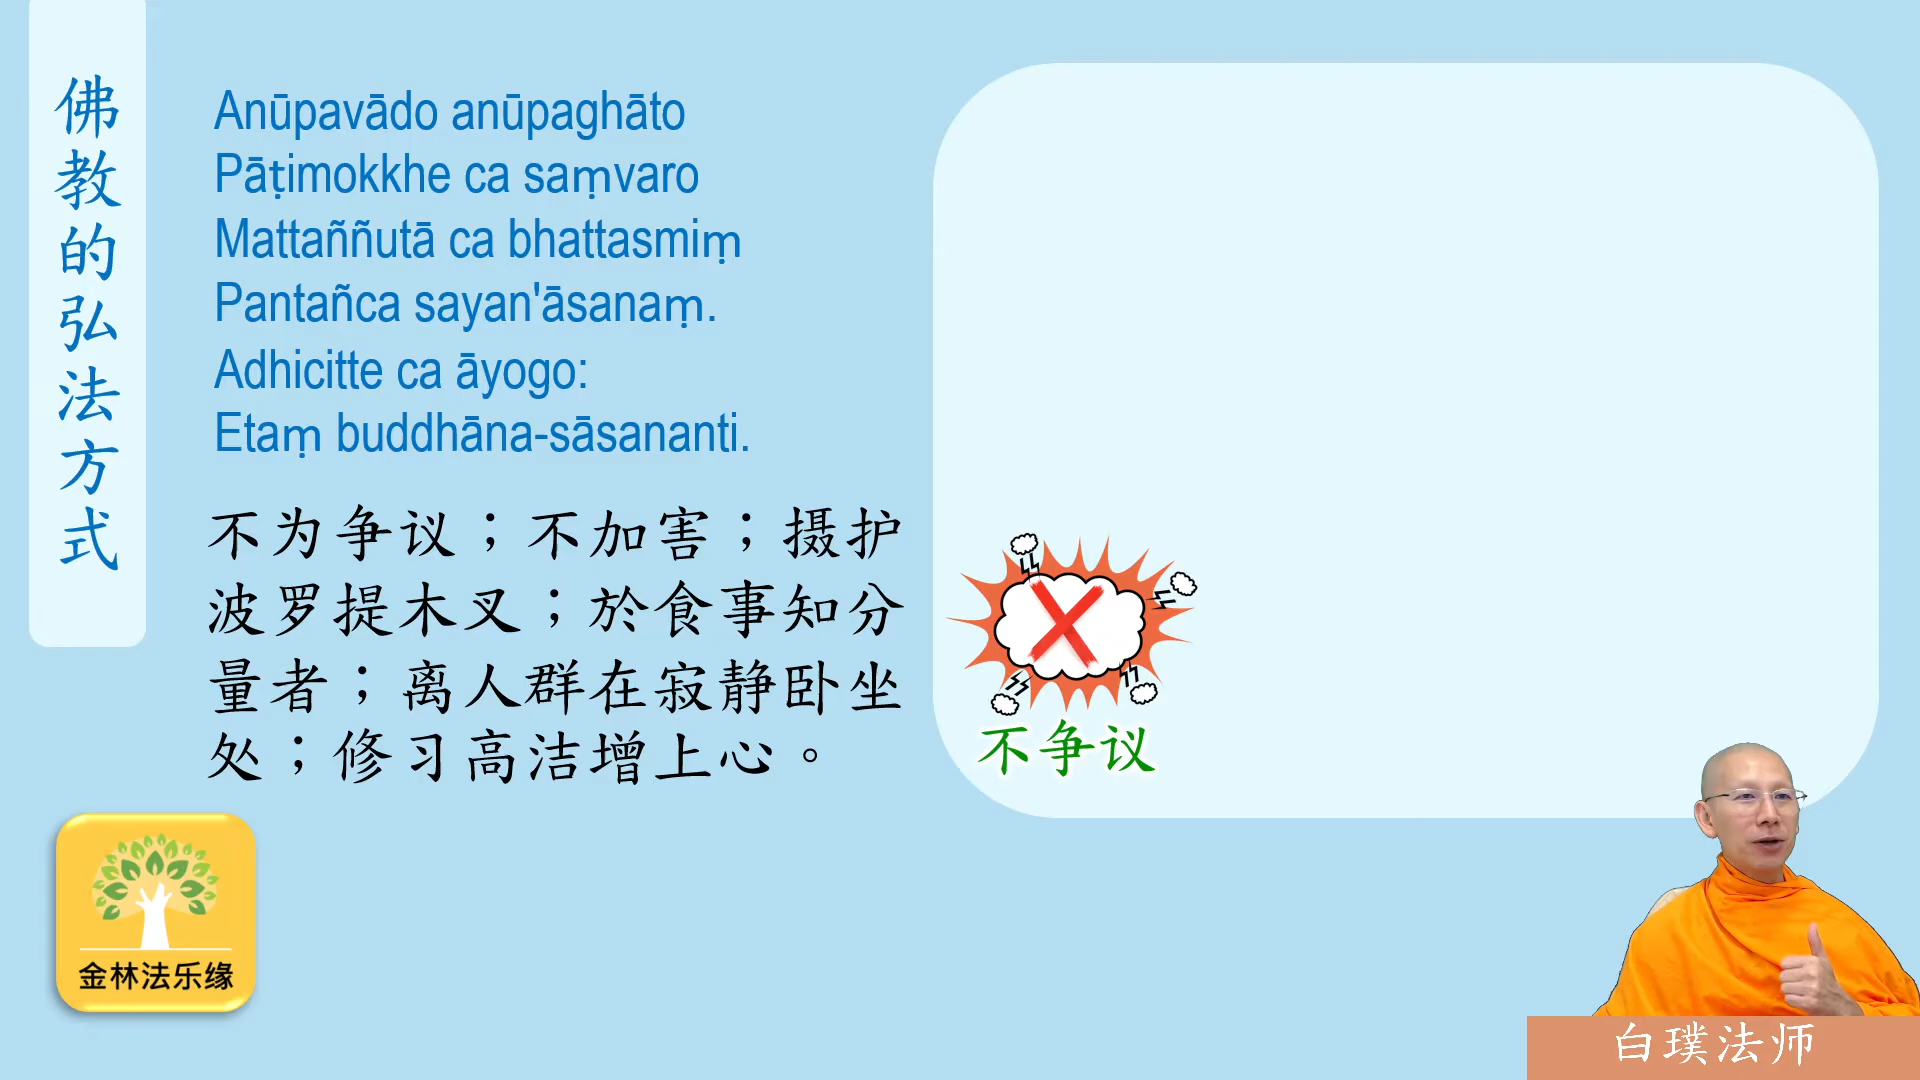 佛教的弘法方式
Anūpavādo anūpaghāto
Pāṭimokkhe ca saṃvaro
Mattaññutā ca bhattasmiṃ
Pantañca sayan'āsanaṃ.
Adhicitte ca āyogo:
Etaṃ buddhāna-sāsananti.
不为争议；不加害；摄护
波罗提木叉；於食事知分
量者；离人群在寂静卧坐
处；修习高洁增上心。
不争议
金林法乐缘
白璞法师